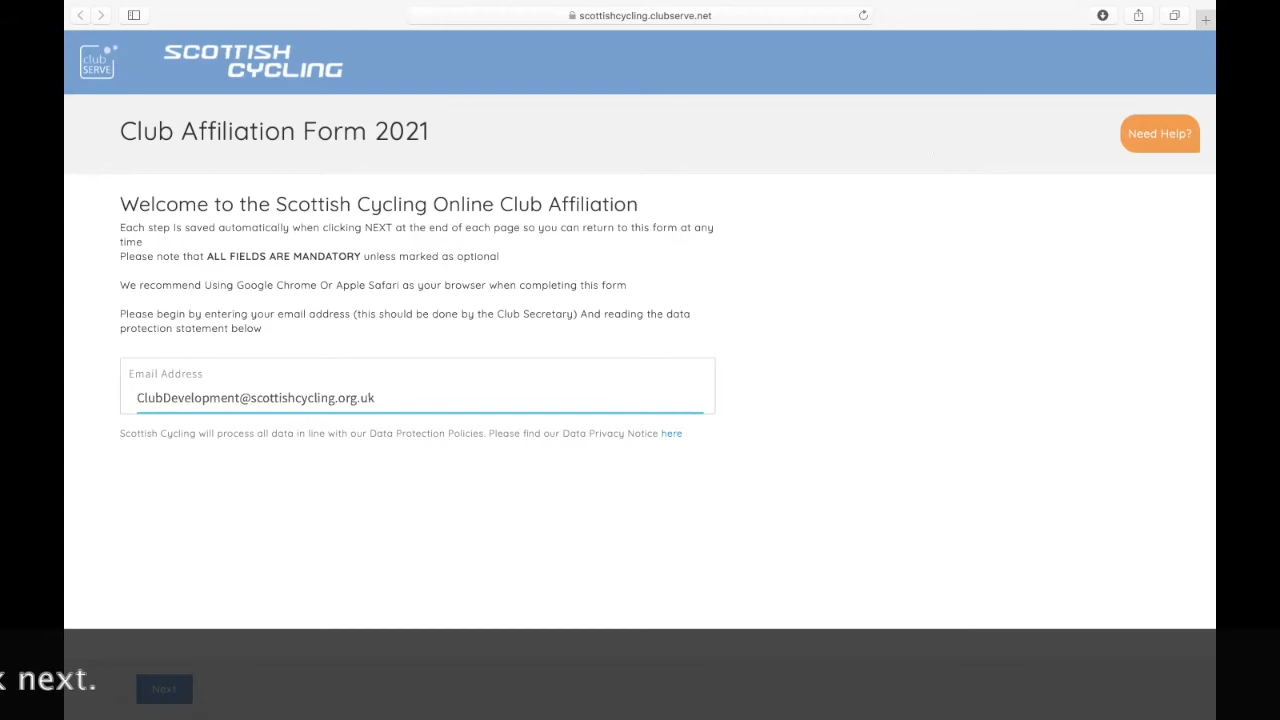 scottishcycling.clubserve.net
club
SERVE
SCOTTISH
CYCLING
Club Affiliation Form 2021
Need Help?
Welcome to the Scottish Cycling Online Club Affiliation
Each step Is saved automatically when clicking NEXT at the end of each page so you can return to this form at any
time
Please note that ALL FIELDS ARE MANDATORY unless marked as optional
We recommend Using Google Chrome Or Apple Safari as your browser when completing this form
Please begin by entering your email address (this should be done by the Club Secretary) And reading the data
protection statement below
Email Address
ClubDevelopment@scottishcycling.org.uk
Scottish Cycling will process all data in line with our Data Protection Policies. Please find our Data Privacy Notice here
next.
Next